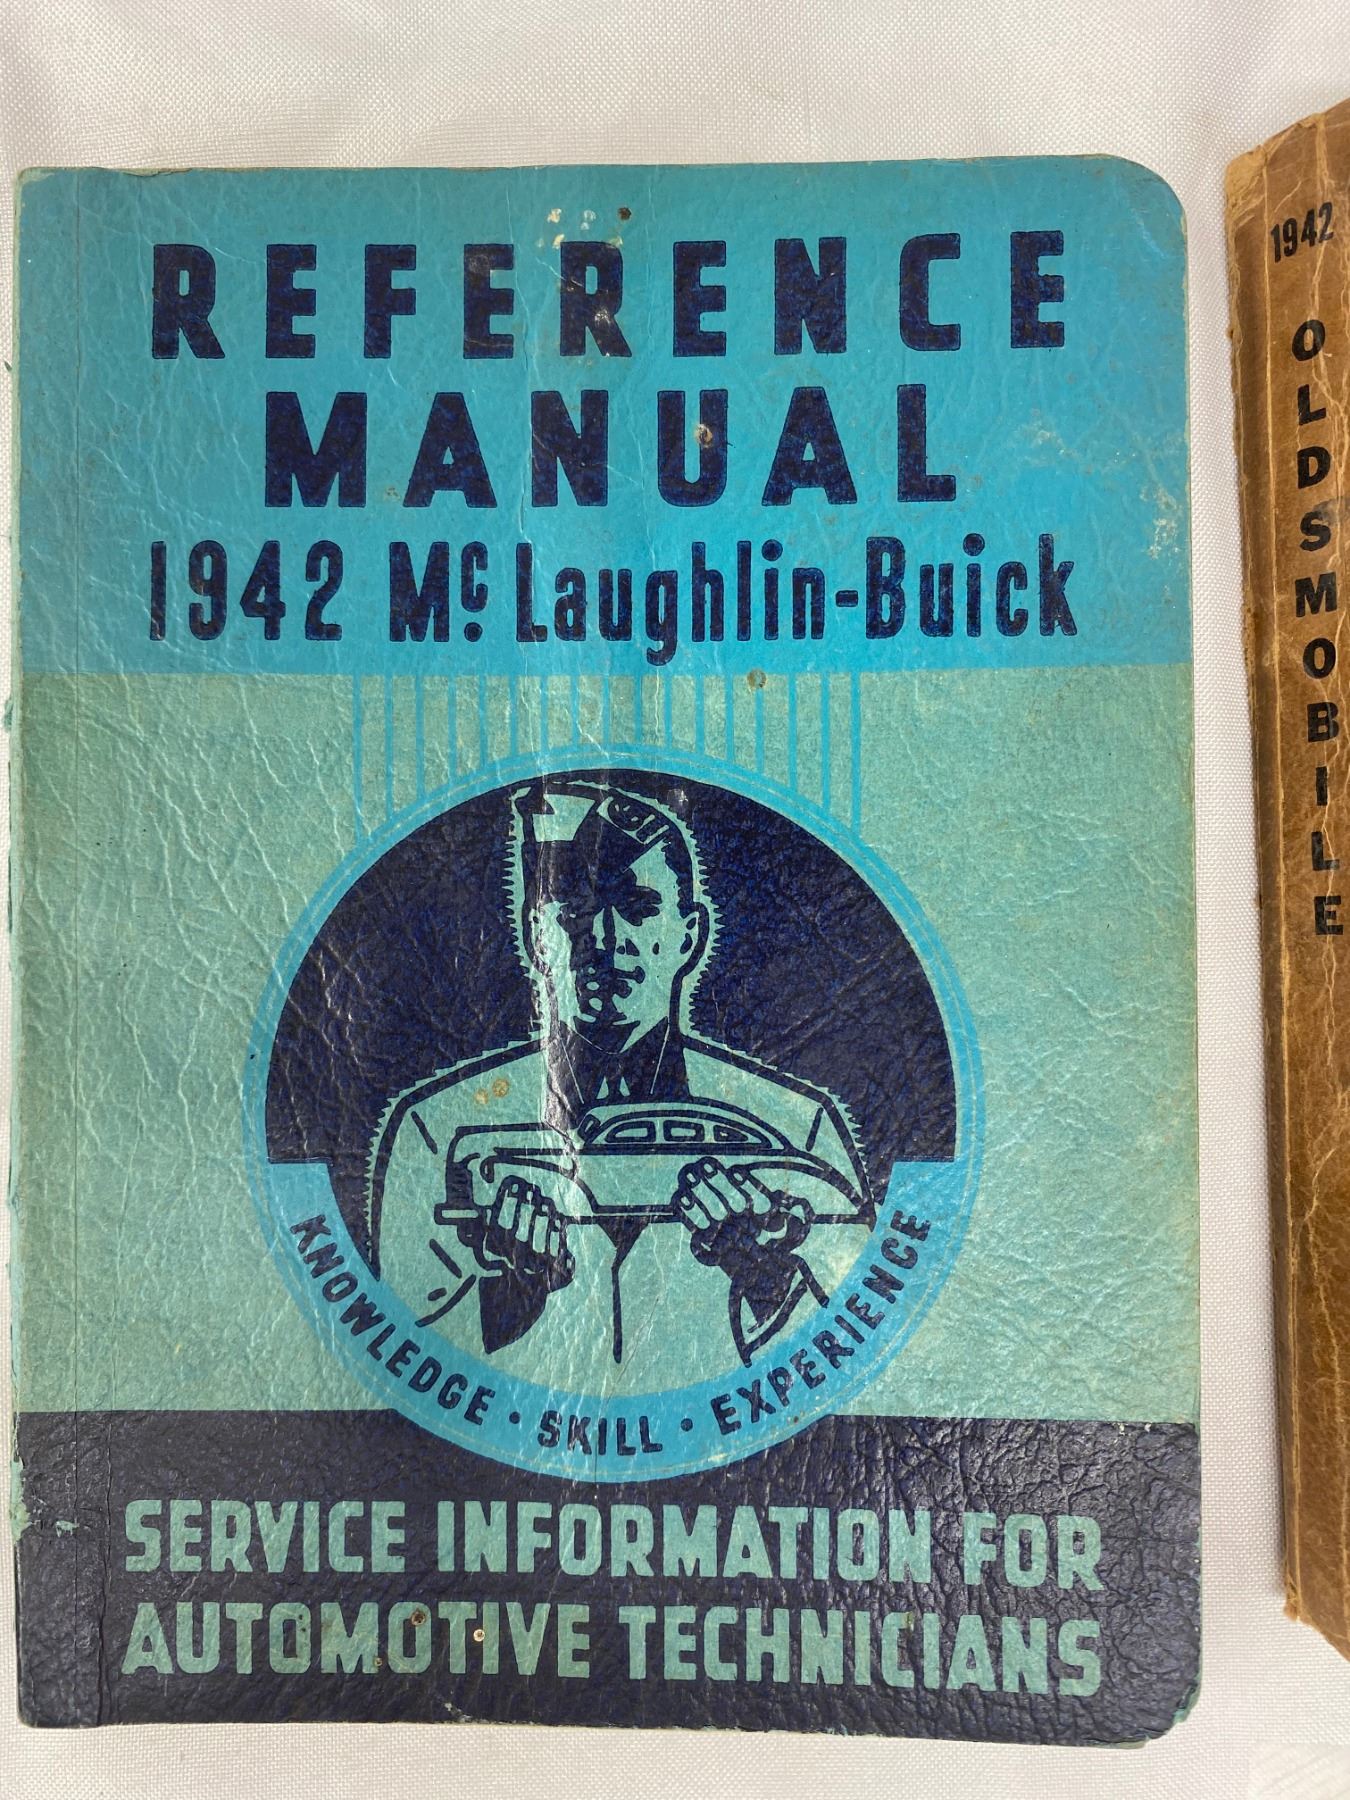 REFERENCE
MANUAL
1942 Mc. Laughlin-Buick
KNOWLEDGE · SKILL · EXPERIENCE
SERVICE INFORMATION FOR
AUTOMOTIVE TECHNICIANS
1942
OLDSMOBILE